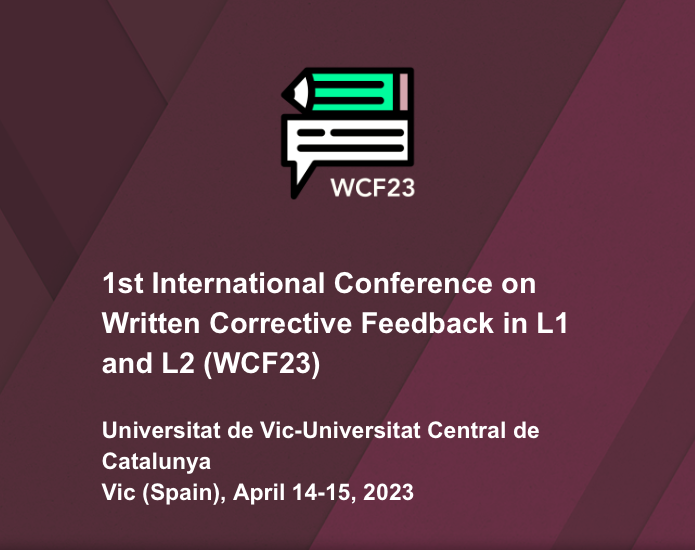 WCF23
1st International Conference on
Written Corrective Feedback in L1
and L2 (WCF23)
Universitat de Vic-Universitat Central de
Catalunya
Vic (Spain), April 14-15, 2023